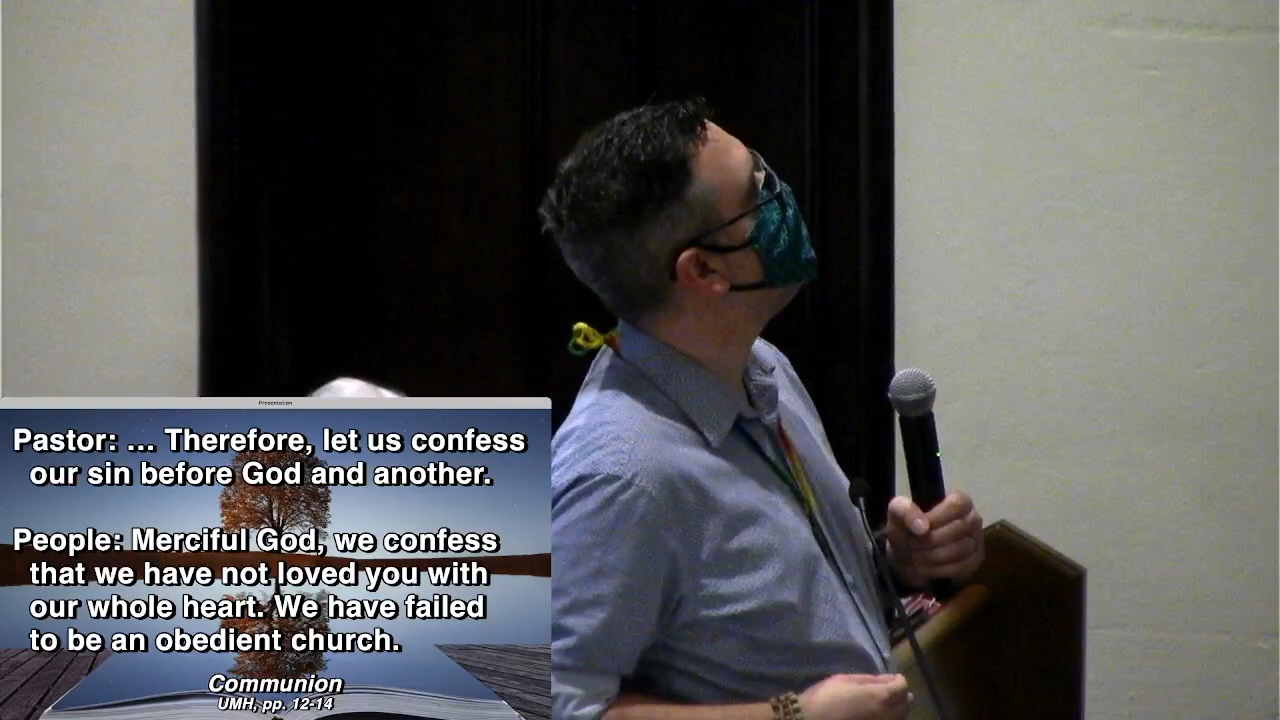 Presentation
Pastor: ... Therefore, let us confess
our sin before God and another.
People: Merciful God, we confess
that we have not loved you with
our whole heart. We have failed
to be an obedient church.
Communion
UMH, pp. 12-14